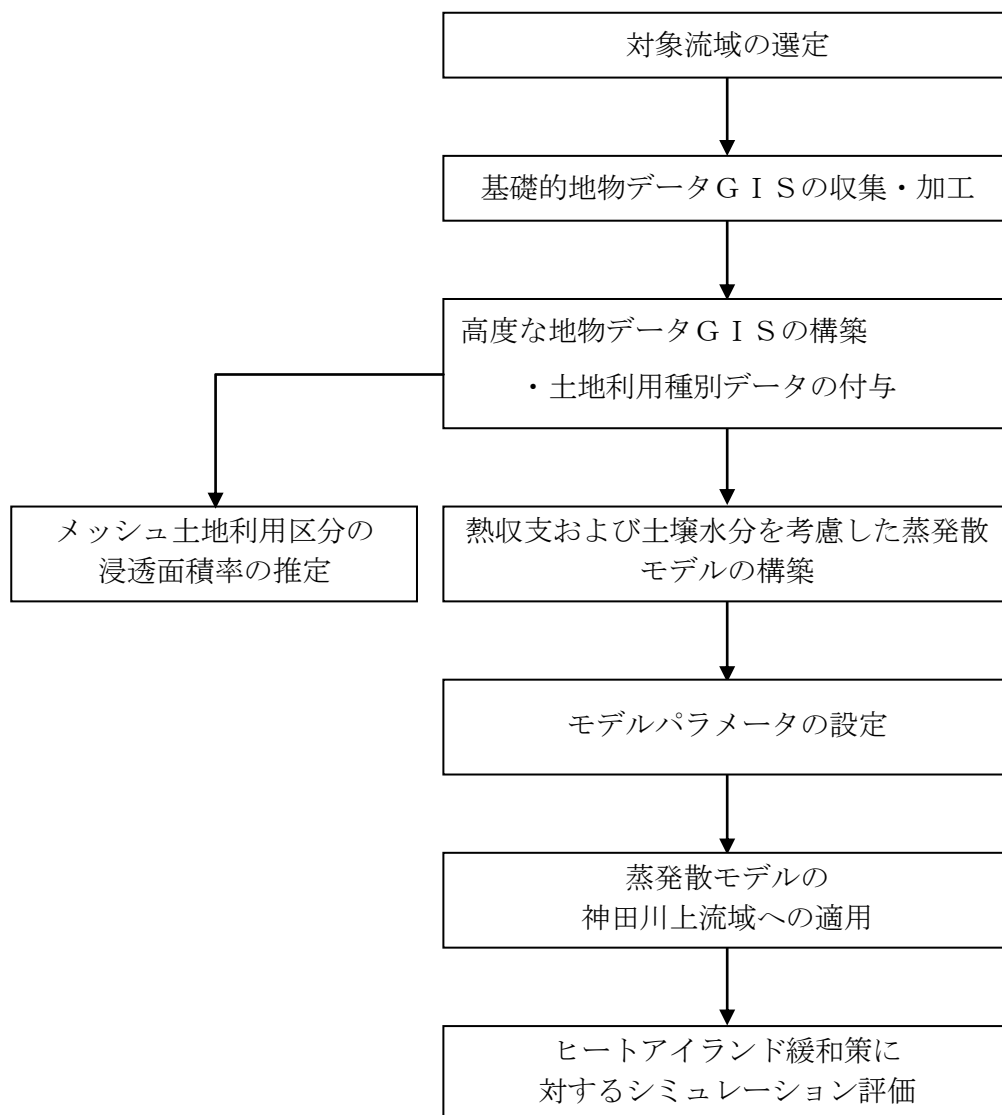 対象流域の選定
基礎的地物データGISの収集・加工
高度な地物データGISの構築
・土地利用種別データの付与
メッシュ土地利用区分の
浸透面積率の推定
熱収支および土壌水分を考慮した蒸発散
モデルの構築
モデルパラメータの設定
蒸発散モデルの
神田川上流域への適用
ヒートアイランド緩和策に
対するシミュレーション評価